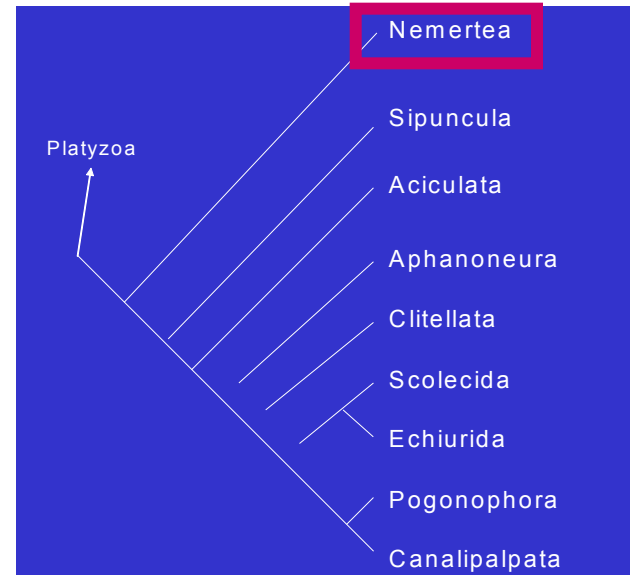 Nemertea
Sipuncula
Platyzoa
Aciculata
Aphanoneura
Clitellata
Scolecida
Echiurida
Pogonophora
Canalipalpata